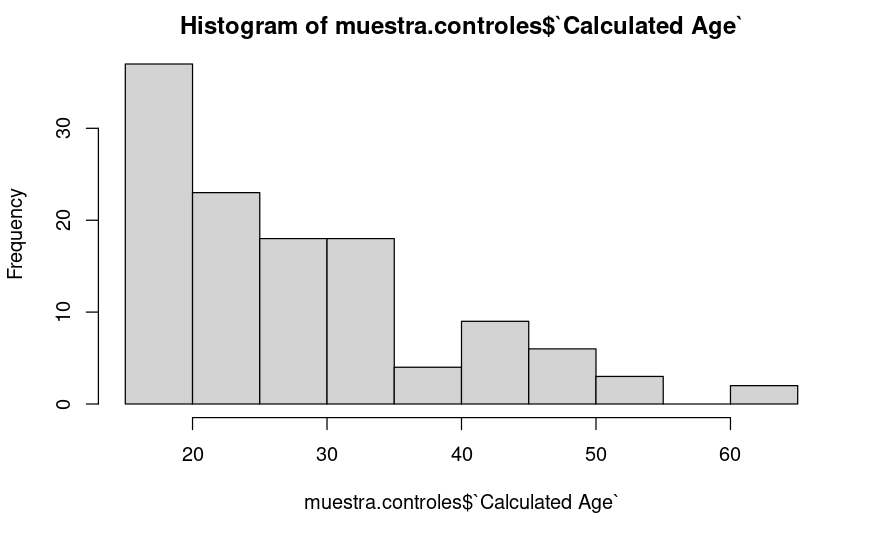 Histogram of muestra.controles$`Calculated Age`
Frequency
30
20
10
0
20 30 40 50 60
muestra.controles$`Calculated Age`